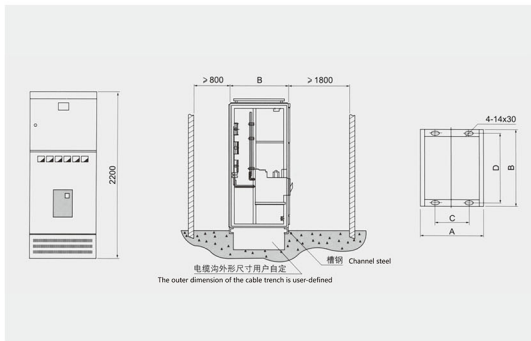 ≥800
B
≥1800
2200
4-14x30
D
B
C
A
槽钢 Channel steel
电缆沟外形尺寸用户自定
The outer dimension of the cable trench is user-defined